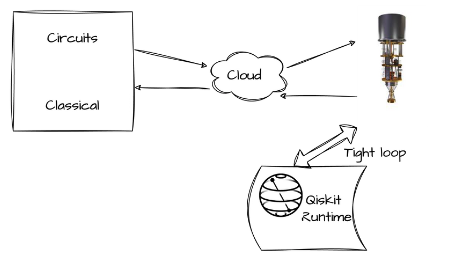 Circuits
Classical
Cloud
Tight loop
Qiskit
Runtime